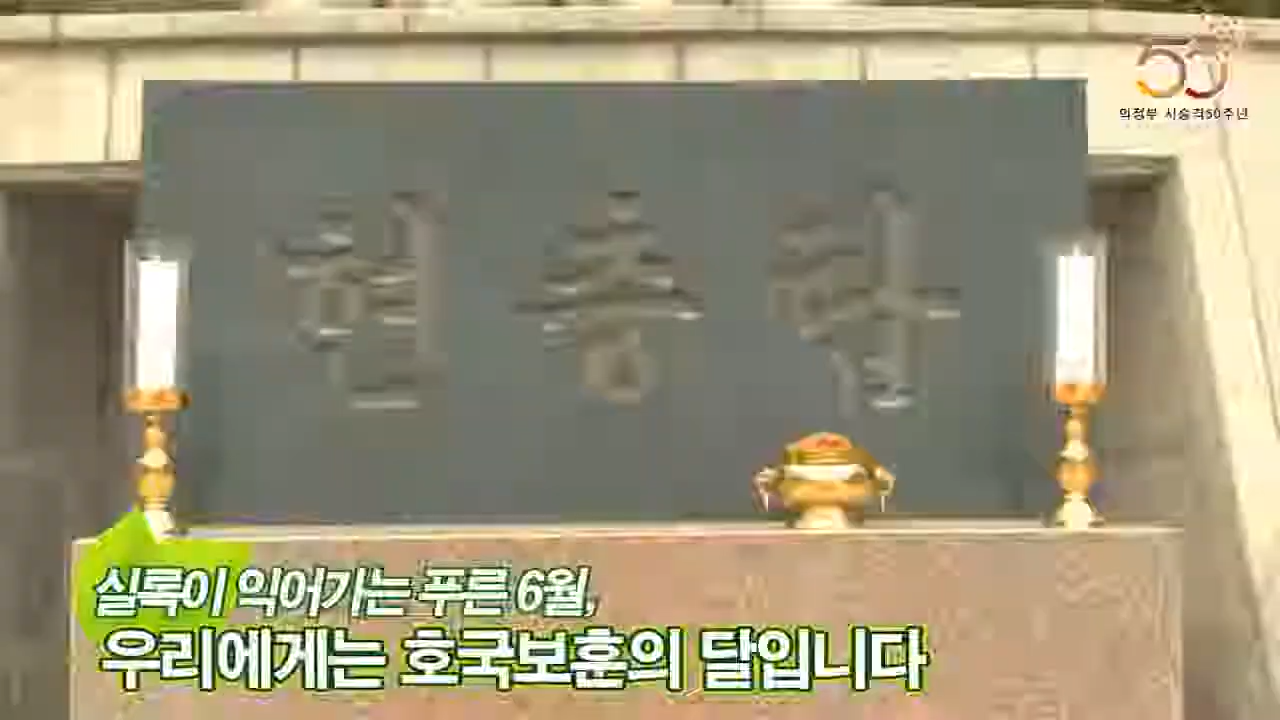 50
의정부 시승격50주년
현충탑
실록이 익어가는 푸른 6월,
우리에게는 호국보훈의 달입니다